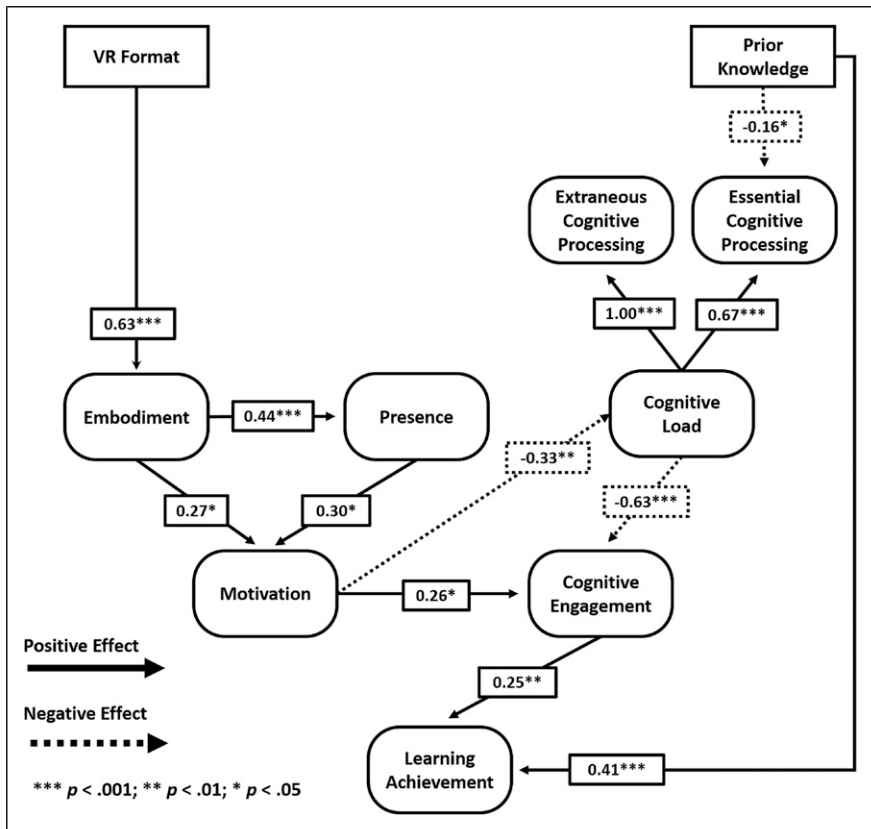 VR Format
Prior
Knowledge
-0.16*
Extraneous
Cognitive
Processing
Essential
Cognitive
Processing
1.00***
0.67***
0.63***
Embodiment
0.44***
Presence
Cognitive
Load
-0.33**
-0.63***
0.27*
0.30*
Motivation
0.26*
Cognitive
Engagement
Positive Effect
0.25**
Negative Effect
Learning
Achievement
0.41***
*** p < .001; ** p < .01; * p < .05